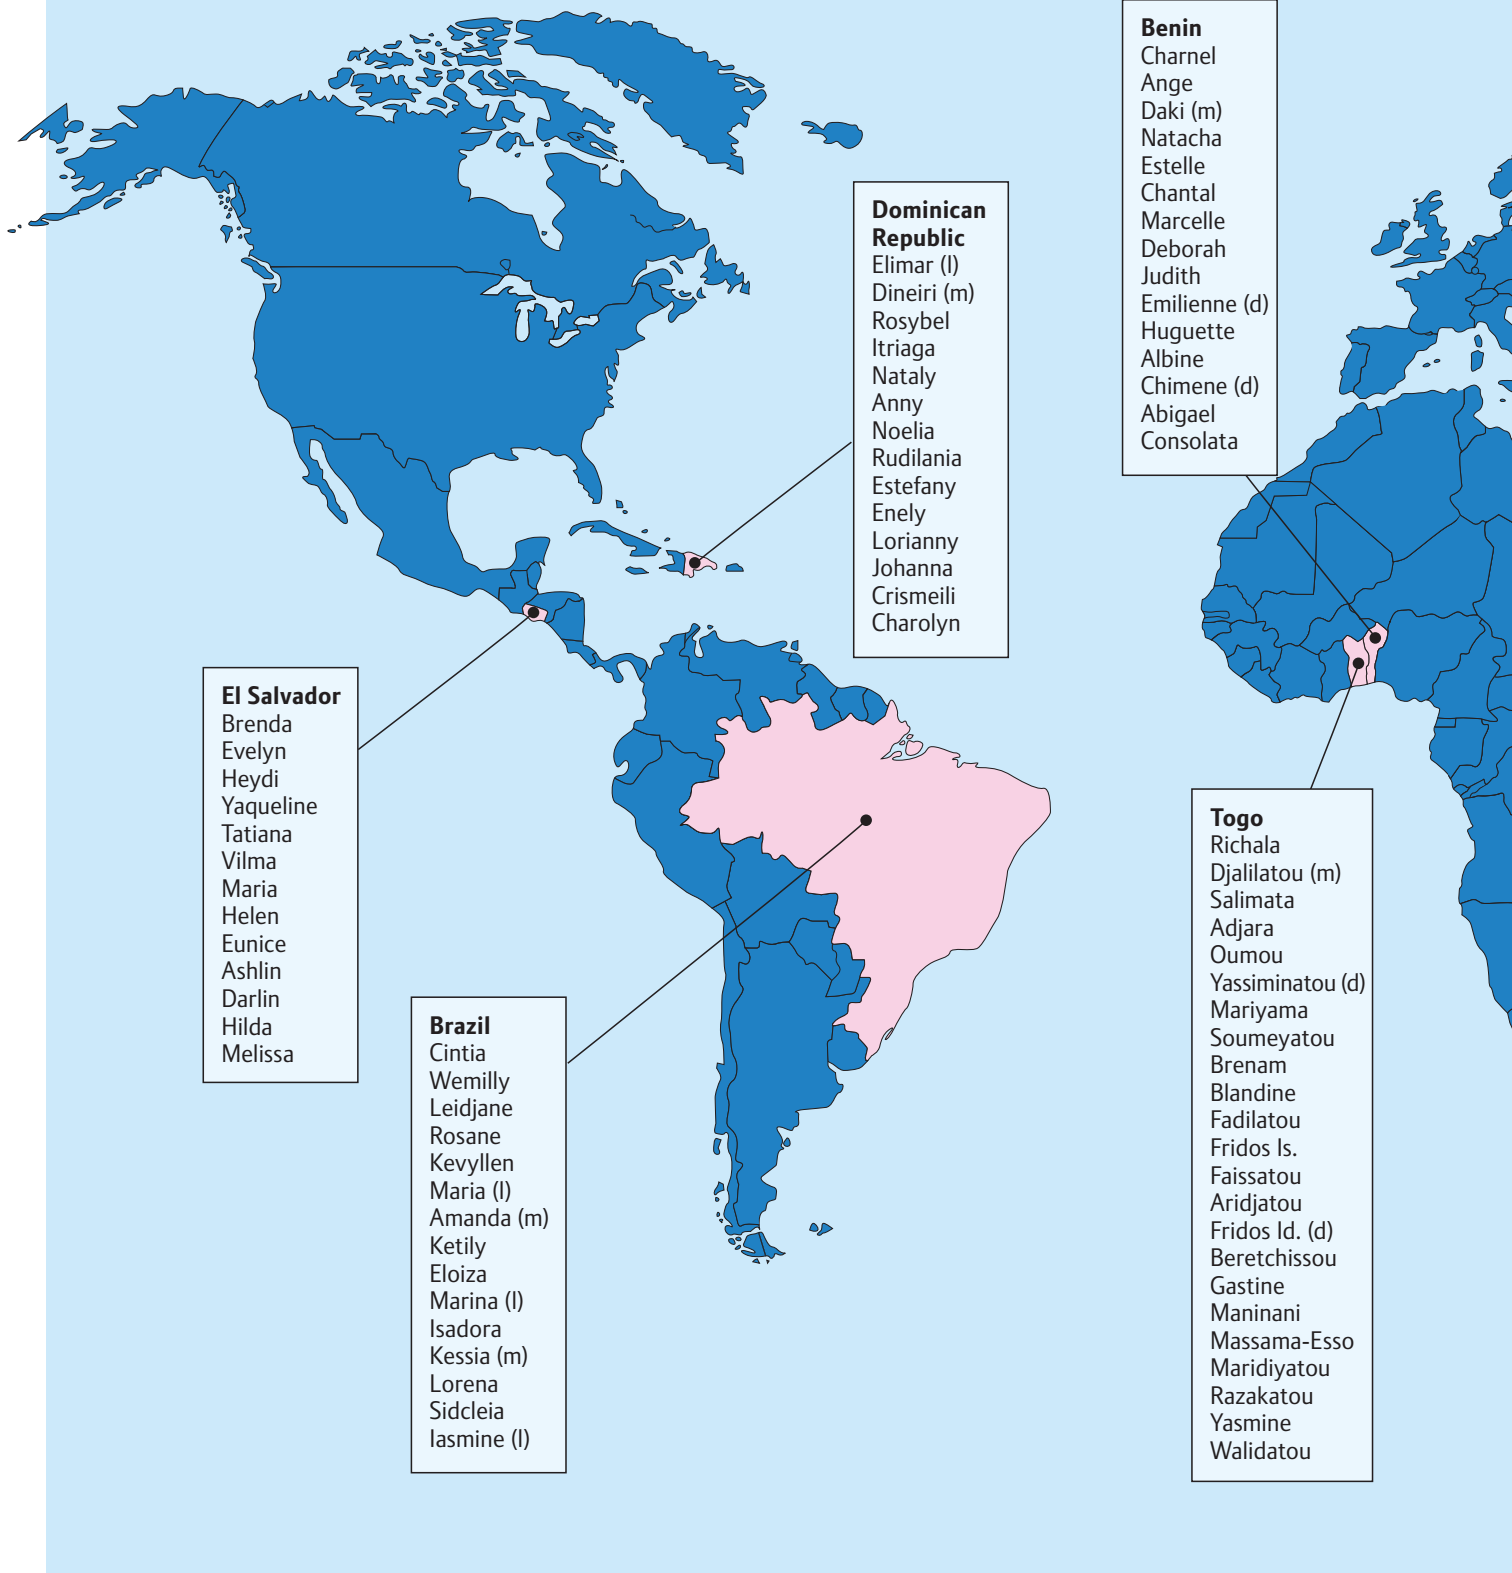 Benin
Charnel
Ange
Daki (m)
Natacha
Estelle
Chantal
Marcelle
Deborah
Judith
Emilienne (d)
Huguette
Albine
Chimene (d)
Abigael
Consolata
Dominican
Republic
Elimar (l)
Dineiri (m)
Rosybel
Itriaga
Nataly
Anny
Noelia
Rudilania
Estefany
Enely
Lorianny
Johanna
Crismeili
Charolyn
El Salvador
Brenda
Evelyn
Heydi
Yaqueline
Tatiana
Vilma
Maria
Helen
Eunice
Ashlin
Darlin
Hilda
Melissa
Brazil
Cintia
Wemilly
Leidjane
Rosane
Kevyllen
Maria (l)
Amanda (m)
Ketily
Eloiza
Marina (l)
Isadora
Kessia (m)
Lorena
Sidcleia
Iasmine (l)
Togo
Richala
Djalilatou (m)
Salimata
Adjara
Oumou
Yassiminatou (d)
Mariyama
Soumeyatou
Brenam
Blandine
Fadilatou
Fridos Is.
Faissatou
Aridjatou
Fridos Id. (d)
Beretchissou
Gastine
Maninani
Massama-Esso
Maridiyatou
Razakatou
Yasmine
Walidatou